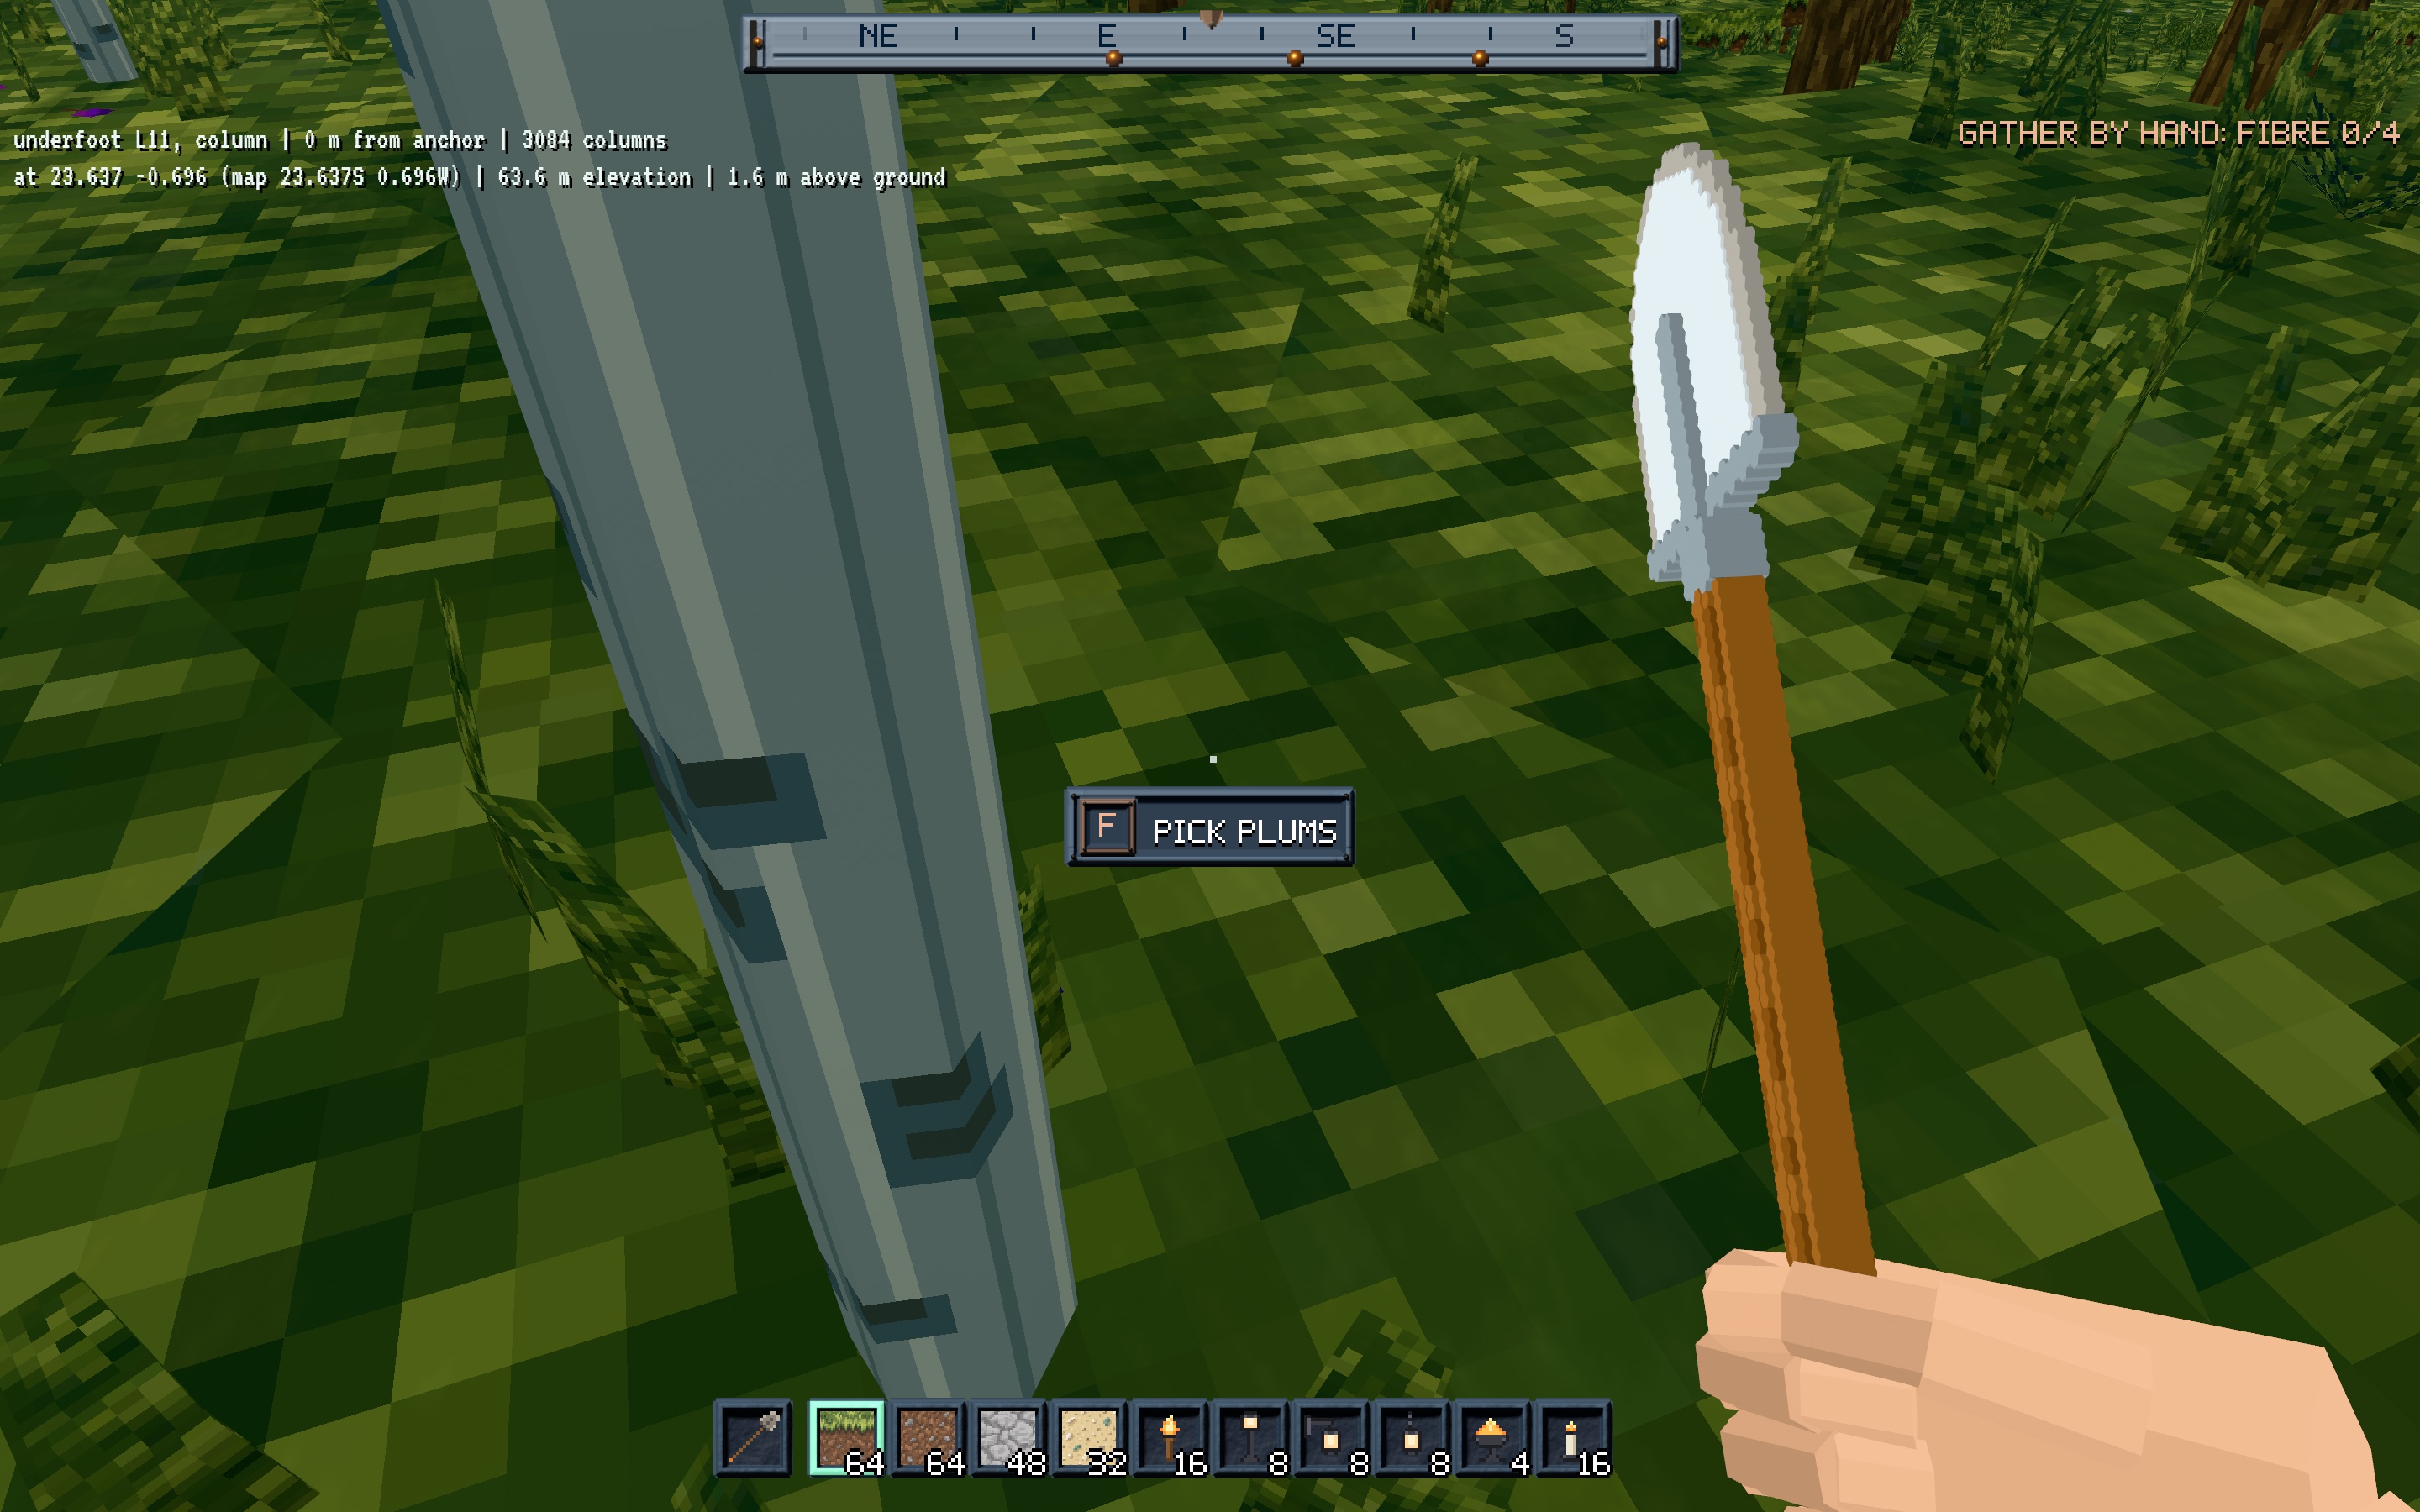 NE E SE S
underfoot L11, column | 0 m from anchor | 3084 columns
GATHER BY HAND: FIBRE 0/4
at 23.637 -0.696 (map 23.637S 0.696W) | 63.6 m elevation | 1.6 m above ground
F PICK PLUMS
64 64 48 32 16 8 8 8 4 16